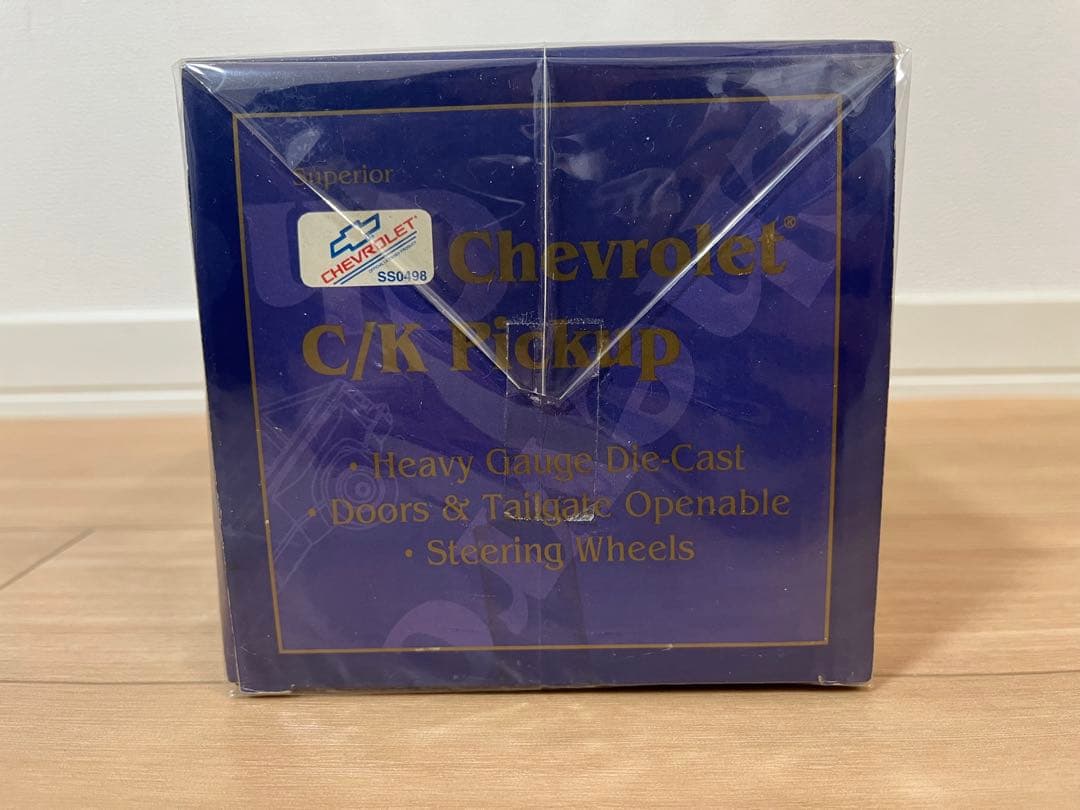 Superior
CHEVROLET
SS0498
Chevrolet®
C/K Pickup
• Heavy Gauge Die-Cast
• Doors & Tailgate Openable
• Steering Wheels